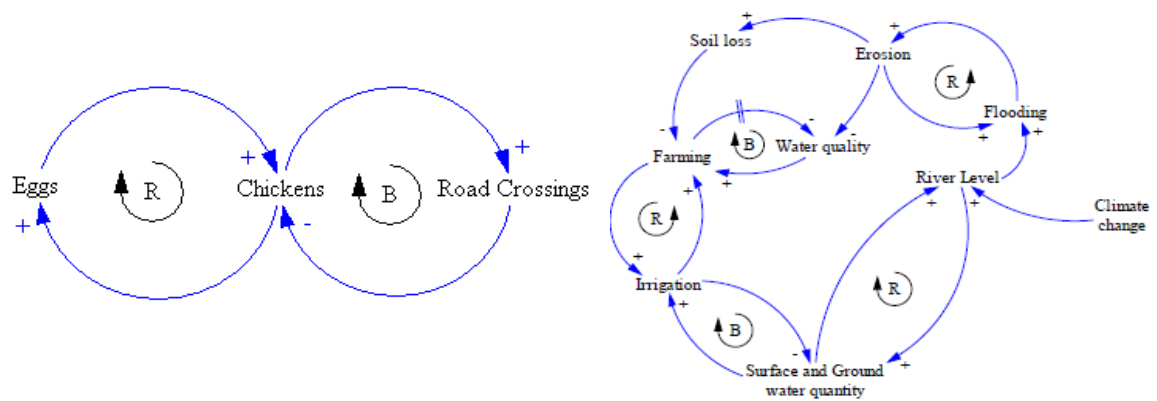 Eggs
R
Chickens
B
Road Crossings
+
+
-
+
Soil loss
+
Erosion
+
R
Flooding
+
+
-
Farming
B
-
Water quality
-
+
+
River Level
+
+
Climate
change
R
+
Irrigation
+
R
B
-
Surface and Ground
water quantity
+